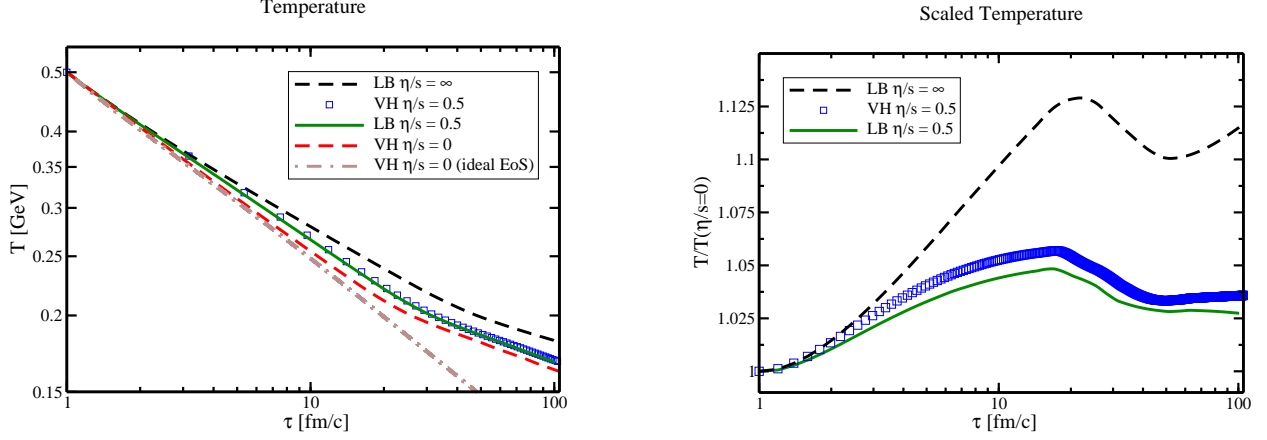 Temperature
T [GeV]
0.5
0.4
0.35
0.3
0.25
0.2
0.15
LB η/s = ∞
VH η/s = 0.5
LB η/s = 0.5
VH η/s = 0
VH η/s = 0 (ideal EoS)
1
10
100
τ [fm/c]
Scaled Temperature
T/T(η/s=0)
1.125
1.1
1.075
1.05
1.025
1
LB η/s = ∞
VH η/s = 0.5
LB η/s = 0.5
1
10
100
τ [fm/c]